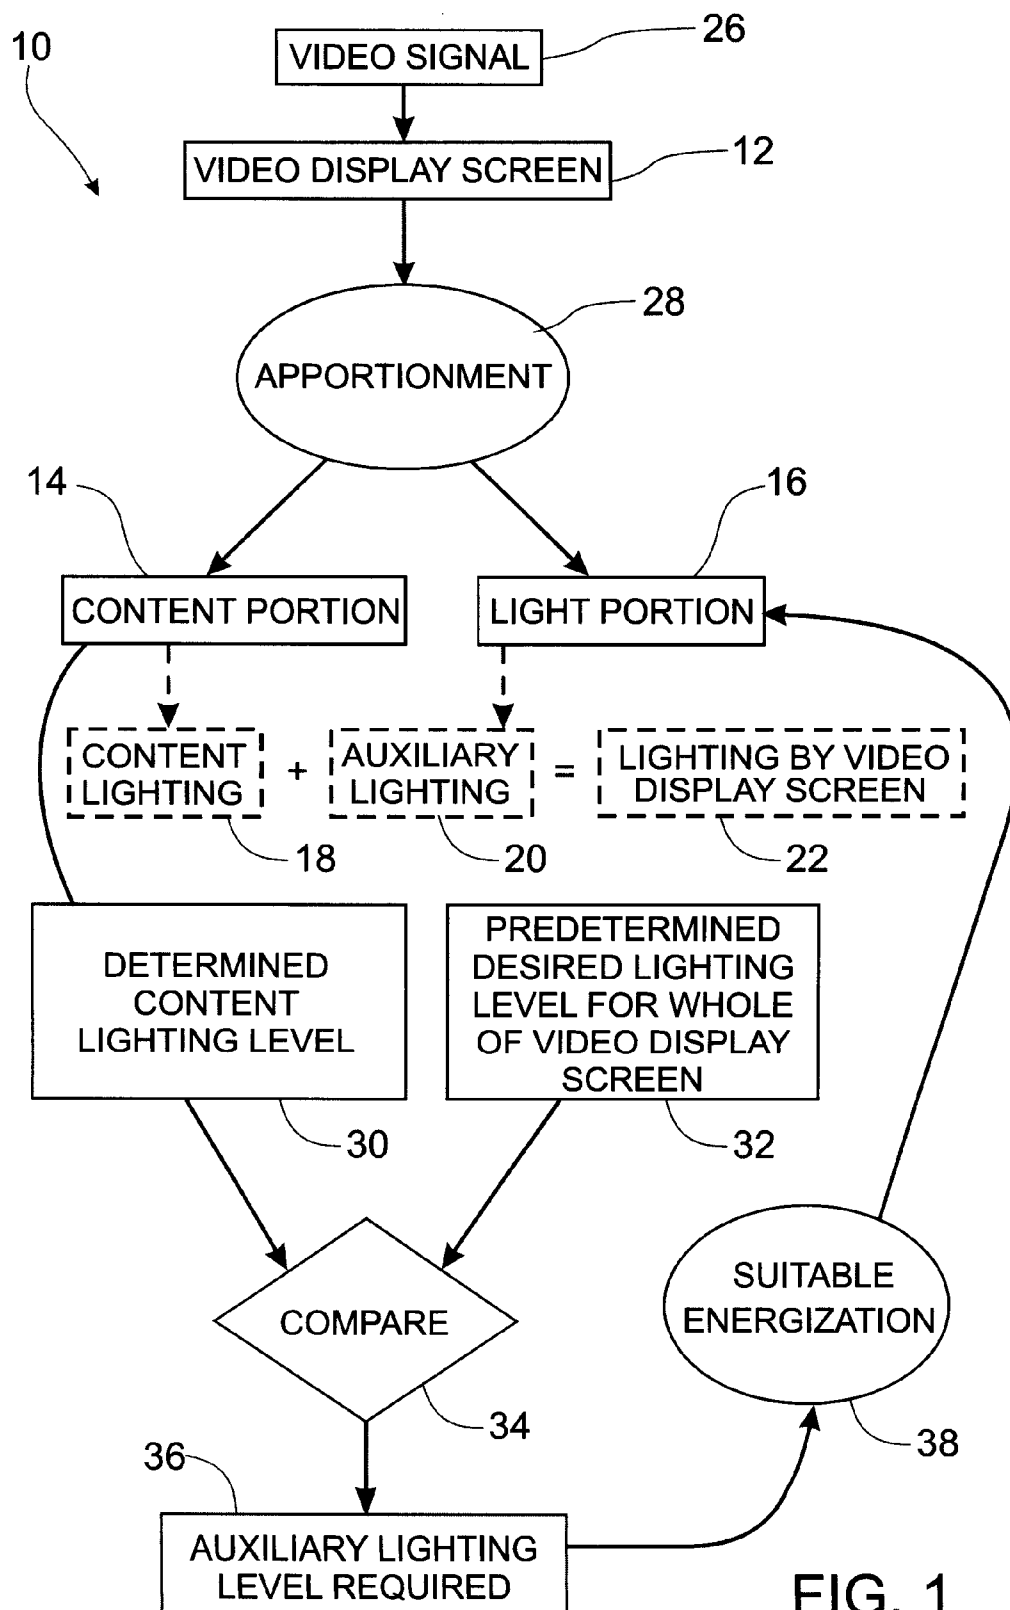 26
10
VIDEO SIGNAL
12
VIDEO DISPLAY SCREEN
28
APPORTIONMENT
14
16
CONTENT PORTION
LIGHT PORTION
CONTENT
LIGHTING
+
AUXILIARY
LIGHTING
=
LIGHTING BY VIDEO
DISPLAY SCREEN
18
20
22
DETERMINED
CONTENT
LIGHTING LEVEL
PREDETERMINED
DESIRED LIGHTING
LEVEL FOR WHOLE
OF VIDEO DISPLAY
SCREEN
30
32
SUITABLE
ENERGIZATION
COMPARE
34
38
36
AUXILIARY LIGHTING
LEVEL REQUIRED
FIG. 1